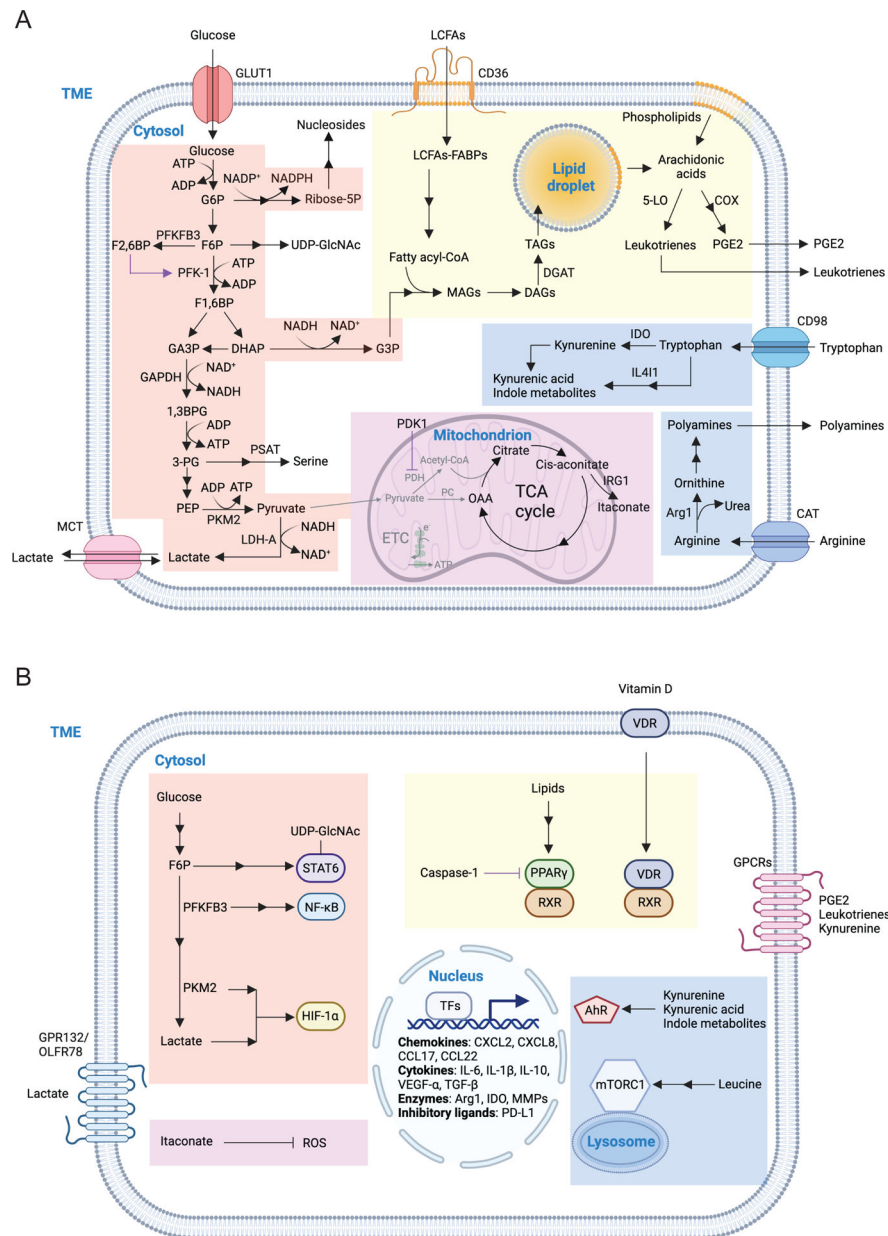 A
Glucose
LCFAs
GLUT1
CD36
TME
Cytosol
Nucleosides
Phospholipids
Glucose
ATP
ADP
NADP⁺
NADPH
G6P
Ribose-5P
LCFAs-FABPs
Lipid
droplet
Arachidonic
acids
5-LO
COX
PFKFB3
F2,6BP
F6P
UDP-GlcNAc
TAGs
Leukotrienes
PGE2
PGE2
Leukotrienes
PFK-1
ATP
ADP
Fatty acyl-CoA
DGAT
MAGs
DAGs
F1,6BP
NADH
NAD⁺
GA3P
DHAP
G3P
CD98
IDO
Kynurenine
Tryptophan
Tryptophan
IL4I1
Kynurenic acid
Indole metabolites
GAPDH
NAD⁺
NADH
1,3BPG
ADP
ATP
PSAT
3-PG
Serine
PDK1
Mitochondrion
Polyamines
Polyamines
Acetyl-CoA
Citrate
Cis-aconitate
PDH
IRG1
Ornithine
ADP
ATP
PEP
Pyruvate
PKM2
Pyruvate
PC
OAA
TCA
cycle
Itaconate
Arg1
Urea
MCT
LDH-A
NADH
NAD⁺
ETC
e⁻
ATP
CAT
Arginine
Arginine
Lactate
Lactate
B
Vitamin D
TME
VDR
Cytosol
Glucose
Lipids
UDP-GlcNAc
F6P
STAT6
Caspase-1
PPARγ
VDR
GPCRs
PFKFB3
NF-κB
RXR
RXR
PGE2
Leukotrienes
Kynurenine
Nucleus
PKM2
TFs
HIF-1α
AhR
Kynurenine
Kynurenic acid
Indole metabolites
Lactate
GPR132/
OLFR78
Chemokines: CXCL2, CXCL8,
CCL17, CCL22
Cytokines: IL-6, IL-1β, IL-10,
VEGF-α, TGF-β
Enzymes: Arg1, IDO, MMPs
Inhibitory ligands: PD-L1
mTORC1
Leucine
Lactate
Lysosome
Itaconate
ROS